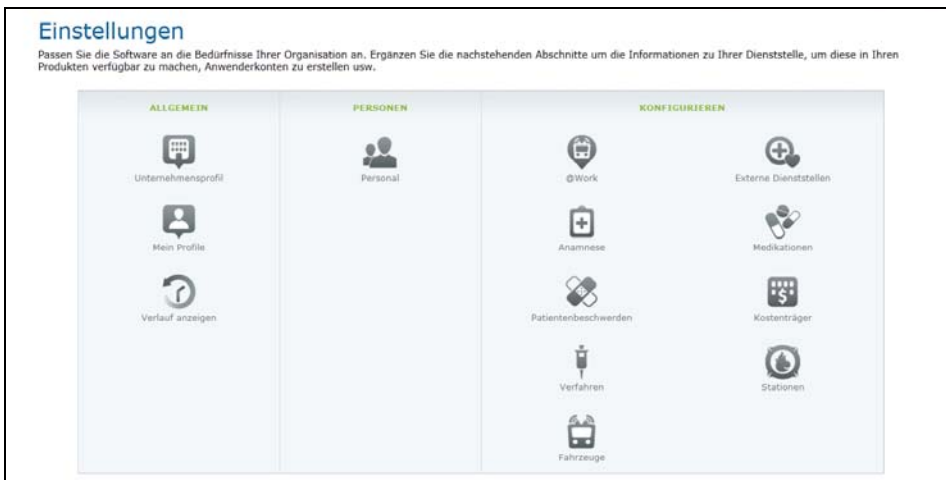 Einstellungen
Passen Sie die Software an die Bedürfnisse Ihrer Organisation an. Ergänzen Sie die nachstehenden Abschnitte um die Informationen zu Ihrer Dienststelle, um diese in Ihren
Produkten verfügbar zu machen, Anwenderkonten zu erstellen usw.
ALLGEMEIN
Unternehmensprofil
Mein Profile
Verlauf anzeigen
PERSONEN
Personal
KONFIGURIEREN
@Work
Externe Dienststellen
Anamnese
Medikationen
Patientenbeschwerden
Kostenträger
Verfahren
Stationen
Fahrzeuge